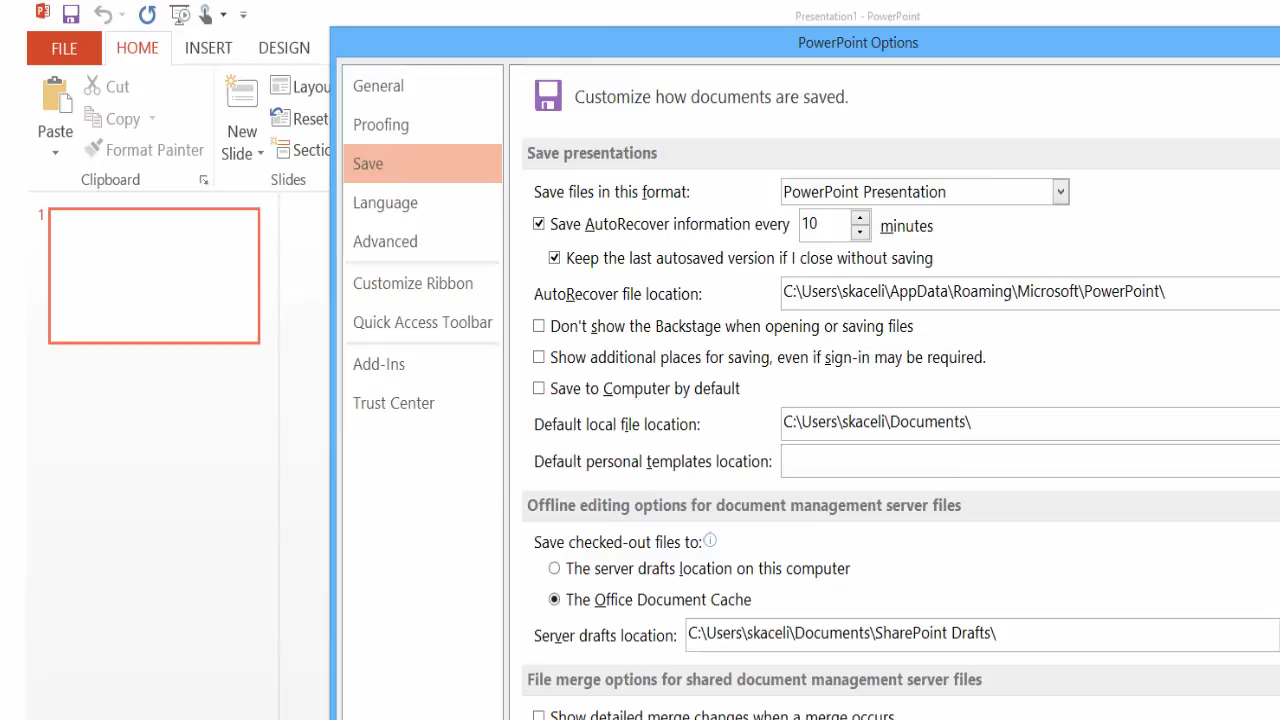 Presentation1 - PowerPoint
FILE
HOME
INSERT
DESIGN
Paste
Cut
Copy
Format Painter
Clipboard
New
Slide
Layou
Reset
Sectio
Slides
1
PowerPoint Options
General
Proofing
Save
Language
Advanced
Customize Ribbon
Quick Access Toolbar
Add-Ins
Trust Center
Customize how documents are saved.
Save presentations
Save files in this format: PowerPoint Presentation
Save AutoRecover information every 10 minutes
Keep the last autosaved version if I close without saving
AutoRecover file location: C:\Users\skaceli\AppData\Roaming\Microsoft\PowerPoint\
Don't show the Backstage when opening or saving files
Show additional places for saving, even if sign-in may be required.
Save to Computer by default
Default local file location: C:\Users\skaceli\Documents\
Default personal templates location:
Offline editing options for document management server files
Save checked-out files to:
The server drafts location on this computer
The Office Document Cache
Server drafts location: C:\Users\skaceli\Documents\SharePoint Drafts\
File merge options for shared document management server files
Show detailed merge changes when a merge occurs